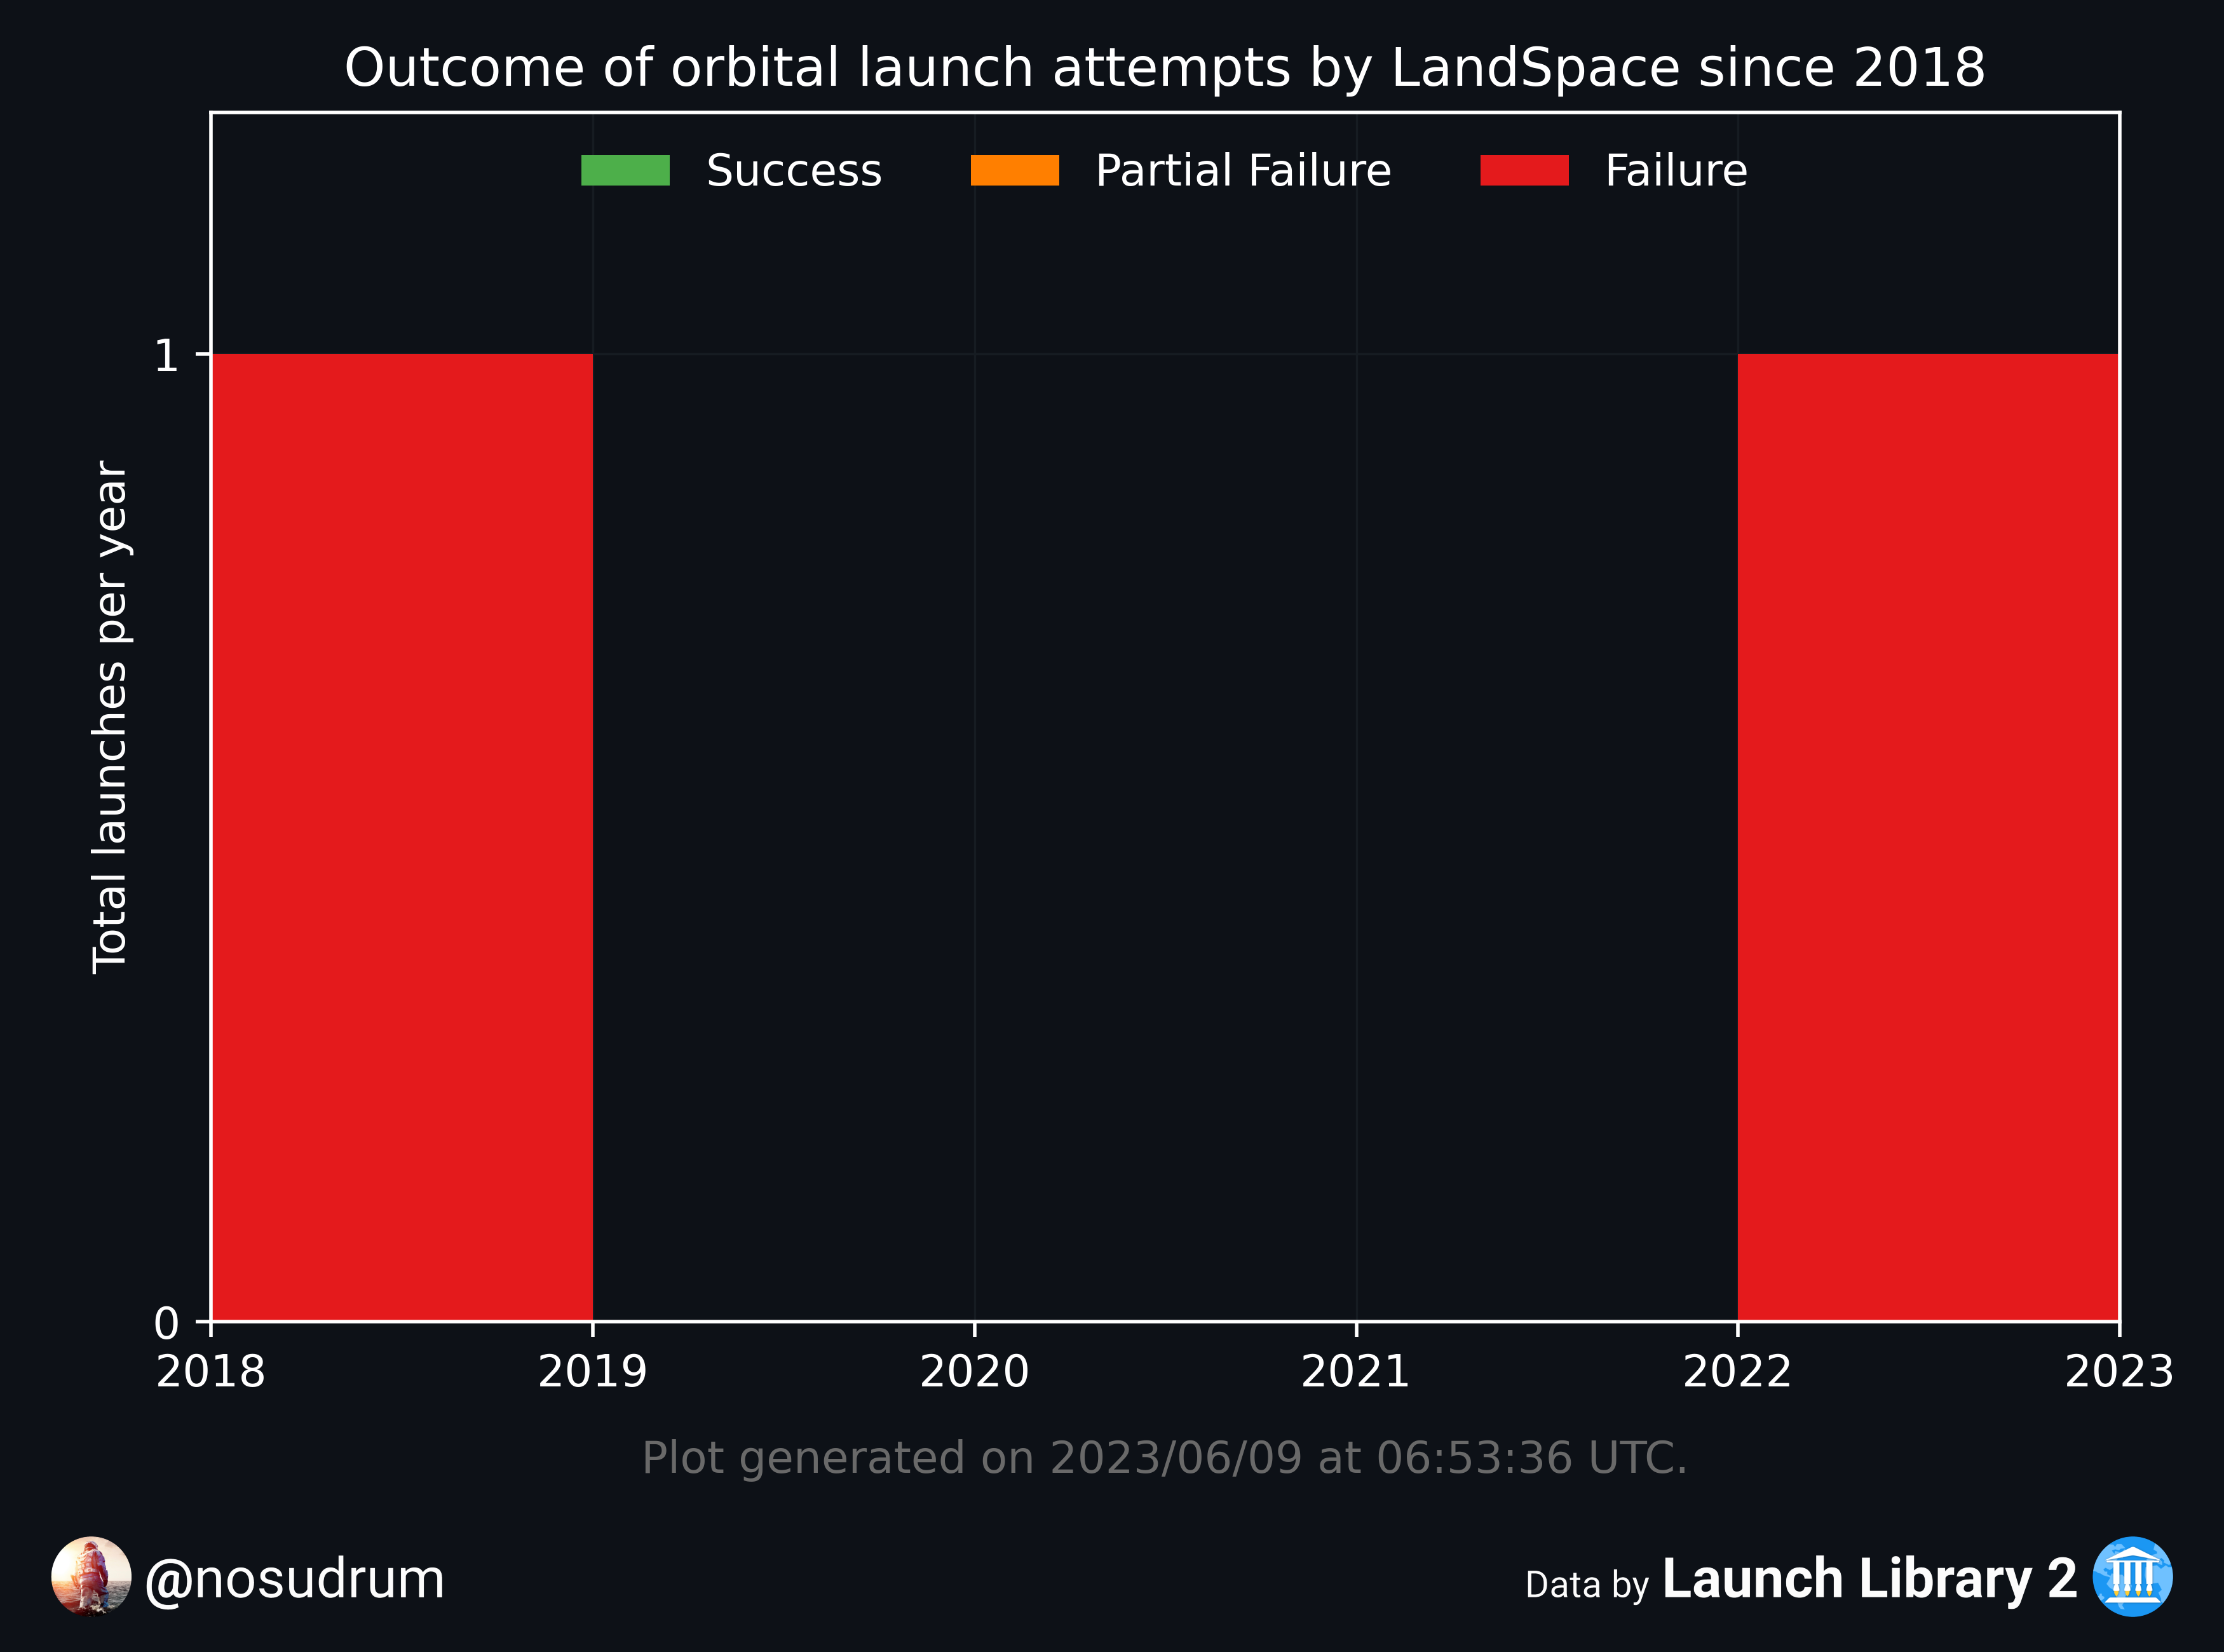 Outcome of orbital launch attempts by LandSpace since 2018
Success Partial Failure Failure
Total launches per year
1
0
2018 2019 2020 2021 2022 2023
Plot generated on 2023/06/09 at 06:53:36 UTC.
@nosudrum
Data by Launch Library 2